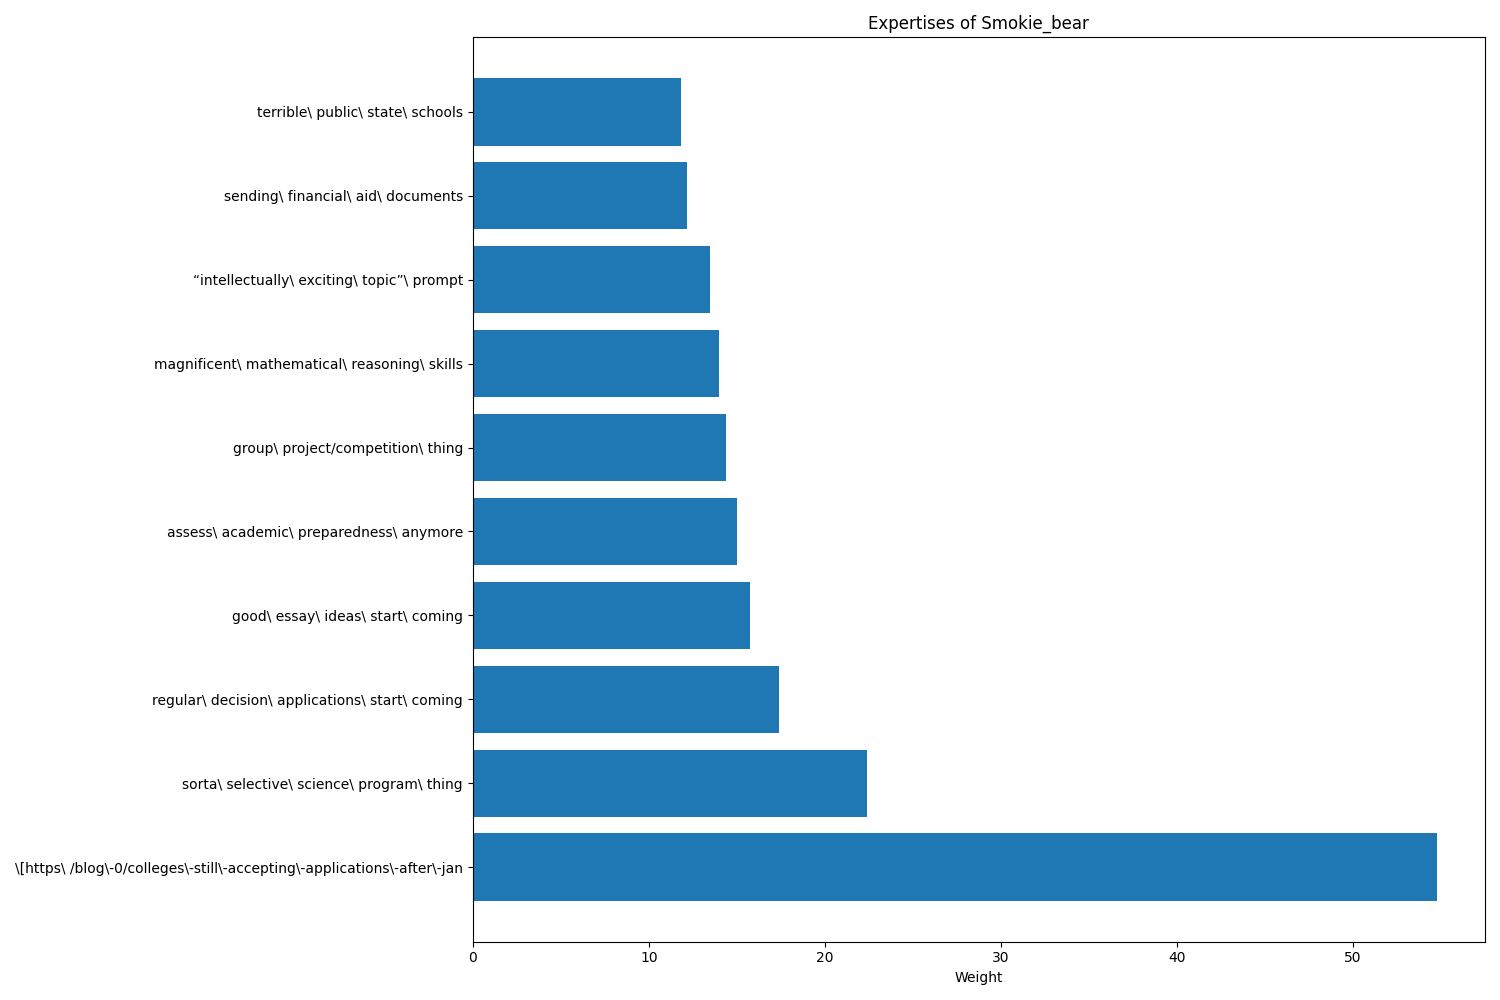 Expertises of Smokie_bear
terrible\ public\ state\ schools
sending\ financial\ aid\ documents
“intellectually\ exciting\ topic”\ prompt
magnificent\ mathematical\ reasoning\ skills
group\ project/competition\ thing
assess\ academic\ preparedness\ anymore
good\ essay\ ideas\ start\ coming
regular\ decision\ applications\ start\ coming
sorta\ selective\ science\ program\ thing
\[https\ /blog\-0/colleges\-still\-accepting\-applications\-after\-jan
0 10 20 30 40 50
Weight